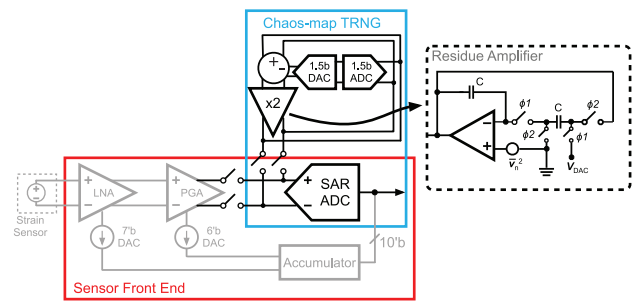 Chaos-map TRNG
+
-
1.5b
DAC
1.5b
ADC
x2
Residue Amplifier
C
ϕ1
C
ϕ2
ϕ2
ϕ1
-
+
v̅n²
VDAC
Strain
Sensor
+
-
+
-
LNA
+
-
PGA
+
-
+
-
SAR
ADC
7'b
DAC
6'b
DAC
Accumulator
10'b
Sensor Front End